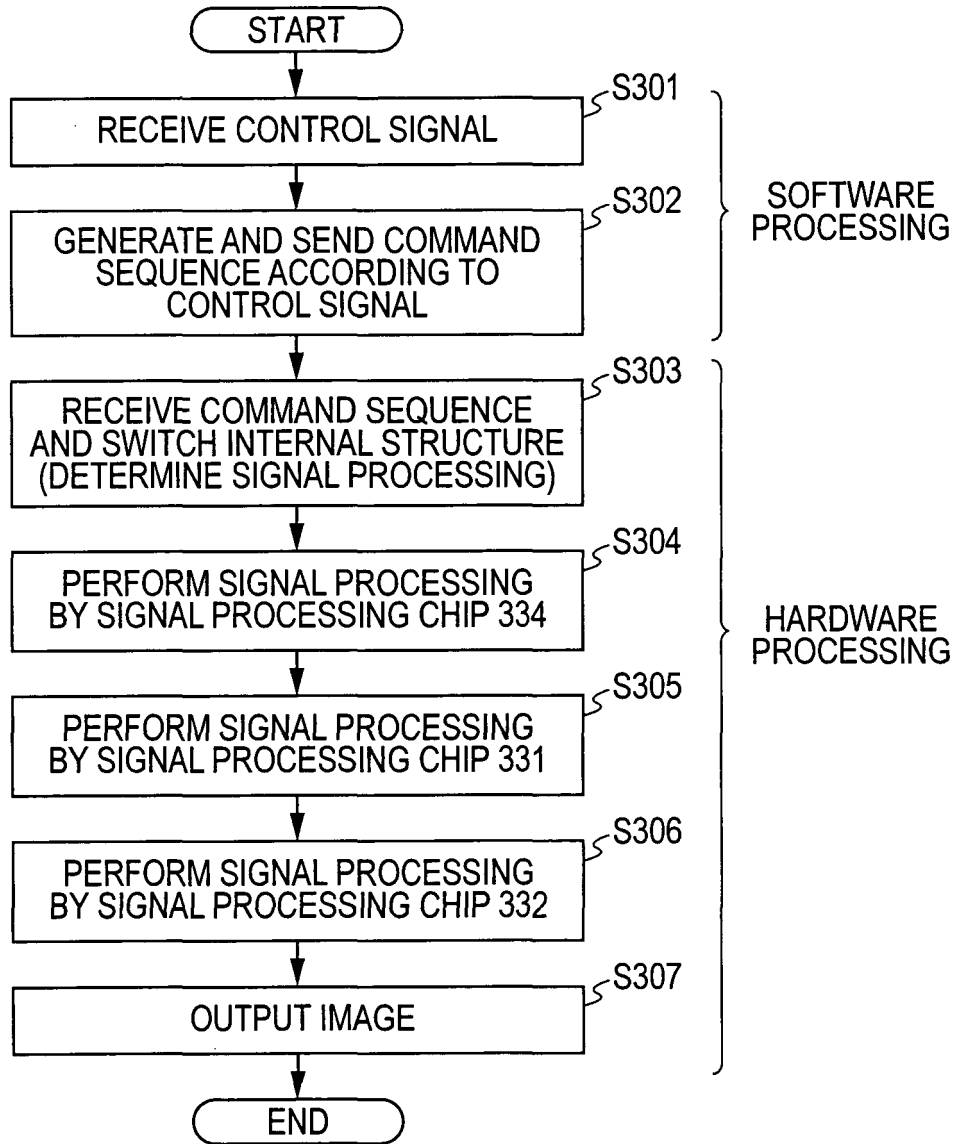 START
S301
RECEIVE CONTROL SIGNAL
S302
GENERATE AND SEND COMMAND
SEQUENCE ACCORDING TO
CONTROL SIGNAL
SOFTWARE
PROCESSING
S303
RECEIVE COMMAND SEQUENCE
AND SWITCH INTERNAL STRUCTURE
(DETERMINE SIGNAL PROCESSING)
S304
PERFORM SIGNAL PROCESSING
BY SIGNAL PROCESSING CHIP 334
S305
PERFORM SIGNAL PROCESSING
BY SIGNAL PROCESSING CHIP 331
S306
PERFORM SIGNAL PROCESSING
BY SIGNAL PROCESSING CHIP 332
S307
OUTPUT IMAGE
HARDWARE
PROCESSING
END